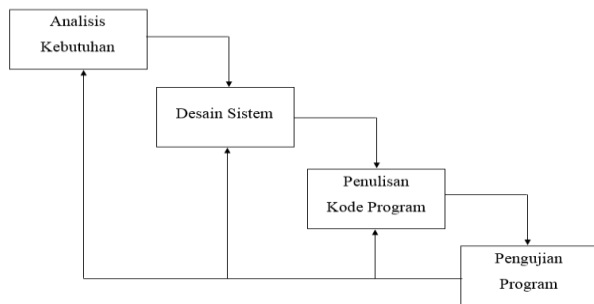 Analisis
Kebutuhan
Desain Sistem
Penulisan
Kode Program
Pengujian
Program